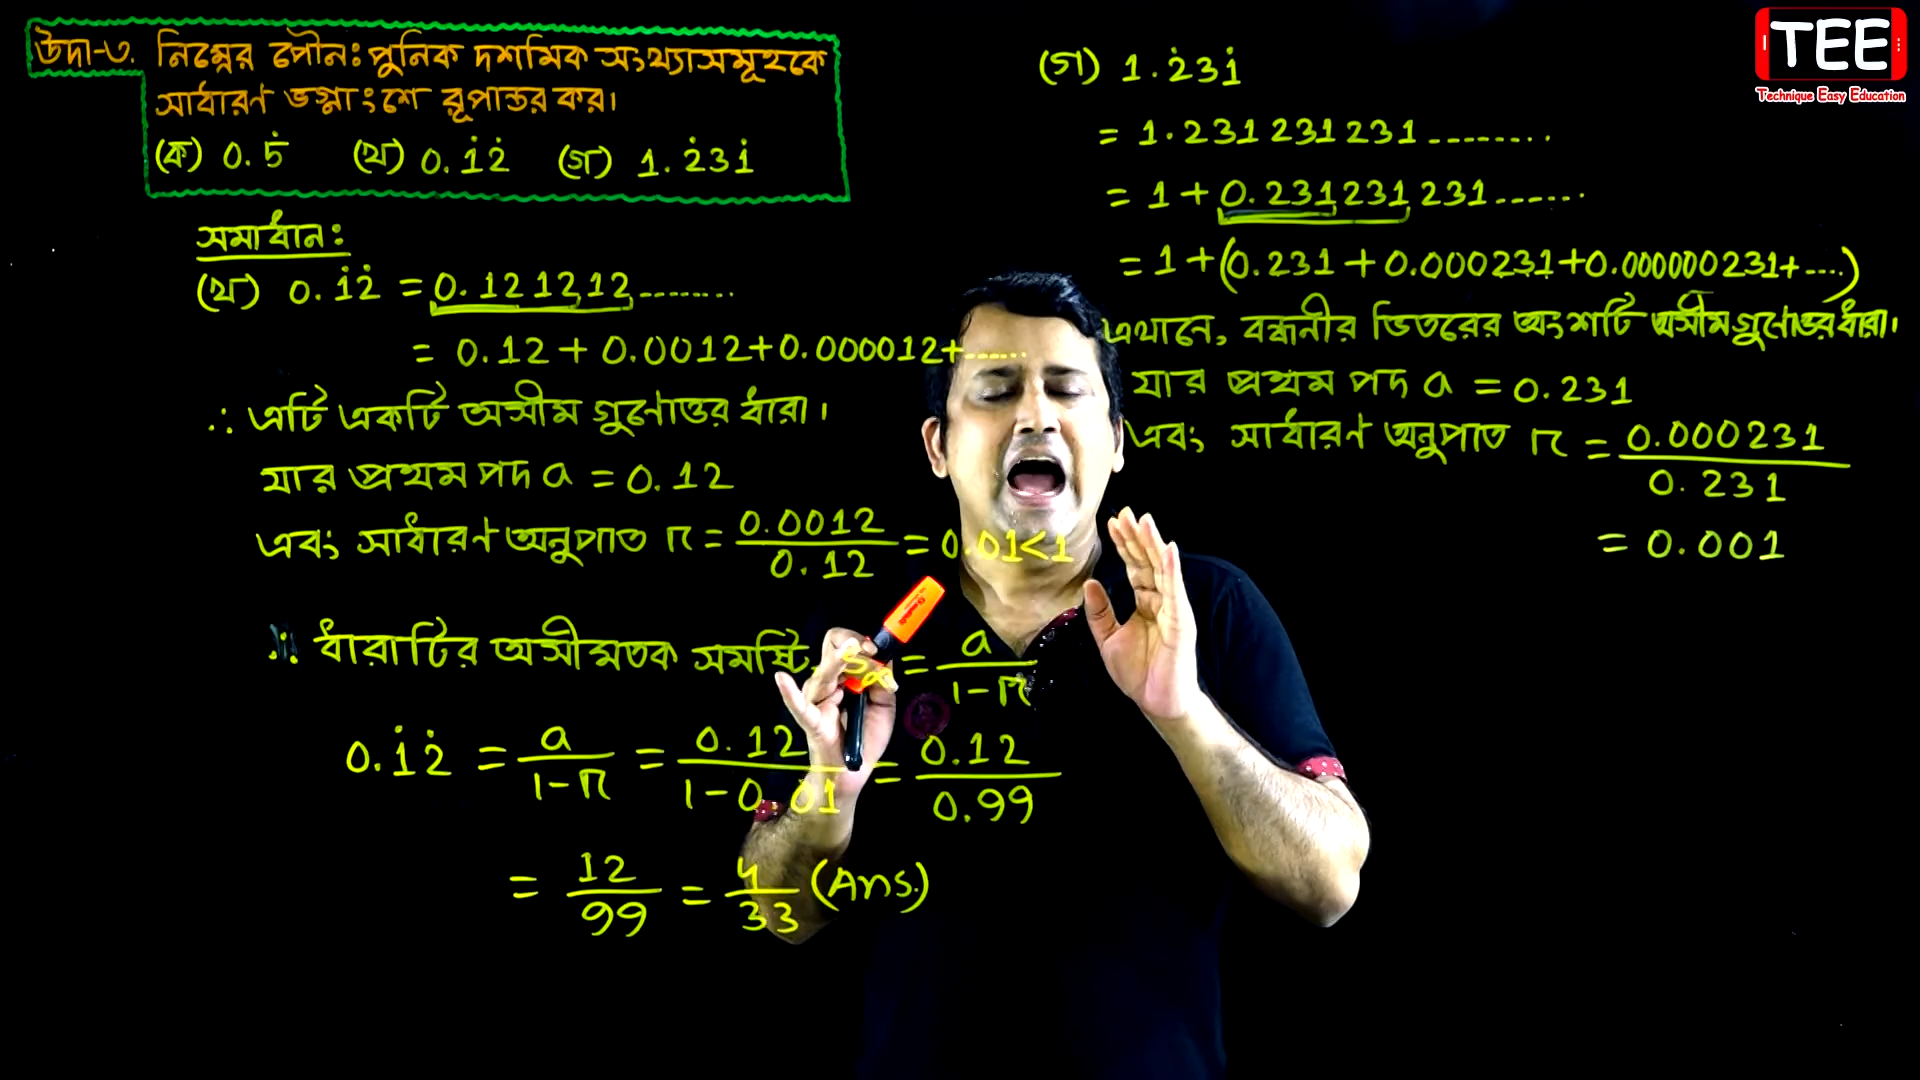 উদা-৩. নিম্নের পৌনঃপুনিক দশমিক সংখ্যাসমূহকে
সাধারণ ভগ্নাংশে রূপান্তর কর।
(ক) 0.5̇ (খ) 0.1̇2̇ (গ) 1.2̇31̇
সমাধান:
(খ) 0.1̇2̇ = 0.121212........
= 0.12 + 0.0012+0.000012+......
∴ এটি একটি অসীম গুণোত্তর ধারা।
যার প্রথম পদ a = 0.12
এবং সাধারণ অনুপাত r = 0.0012/0.12 = 0.01<1
∴ ধারাটির অসীমতক সমষ্টি, S∞ = a/1-r
0.1̇2̇ = a/1-r = 0.12/1-0.01 = 0.12/0.99
= 12/99 = 4/33 (Ans.)
(গ) 1.2̇31̇
= 1.231231231........
= 1+0.231231231......
= 1+(0.231+0.000231+0.000000231+....)
এখানে, বন্ধনীর ভিতরের অংশটি অসীম গুণোত্তর ধারা।
যার প্রথম পদ a = 0.231
এবং সাধারণ অনুপাত r = 0.000231/0.231
= 0.001
TEE
Technique Easy Education